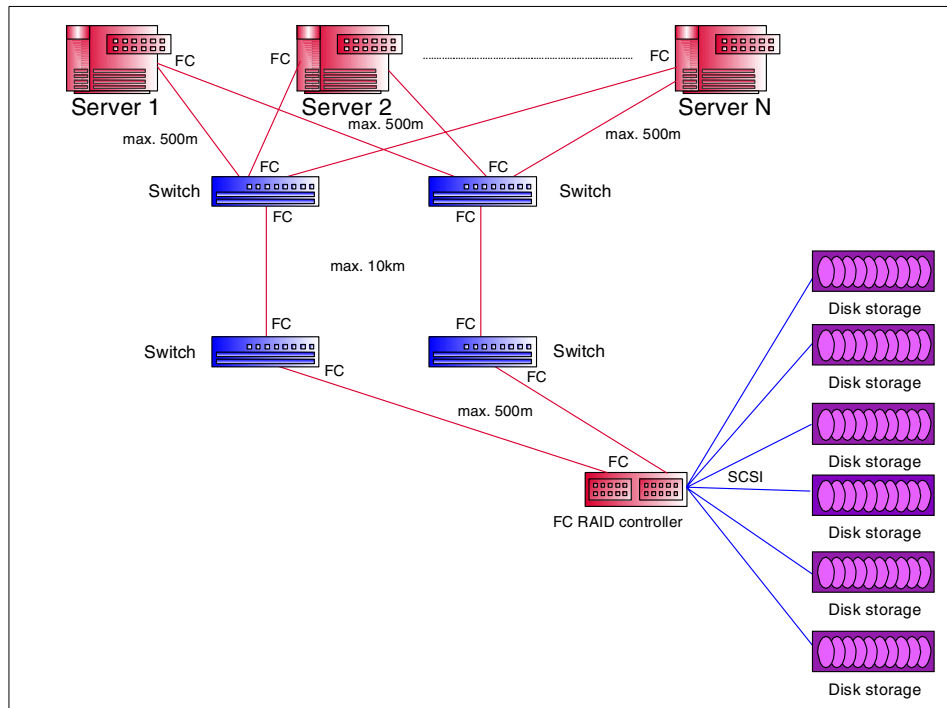 FC
FC
FC
Server 1
Server 2
Server N
max. 500m
max. 500m
max. 500m
FC
FC
Switch
Switch
FC
FC
max. 10km
Disk storage
FC
FC
Switch
Switch
FC
FC
Disk storage
max. 500m
Disk storage
FC
SCSI
FC RAID controller
Disk storage
Disk storage
Disk storage